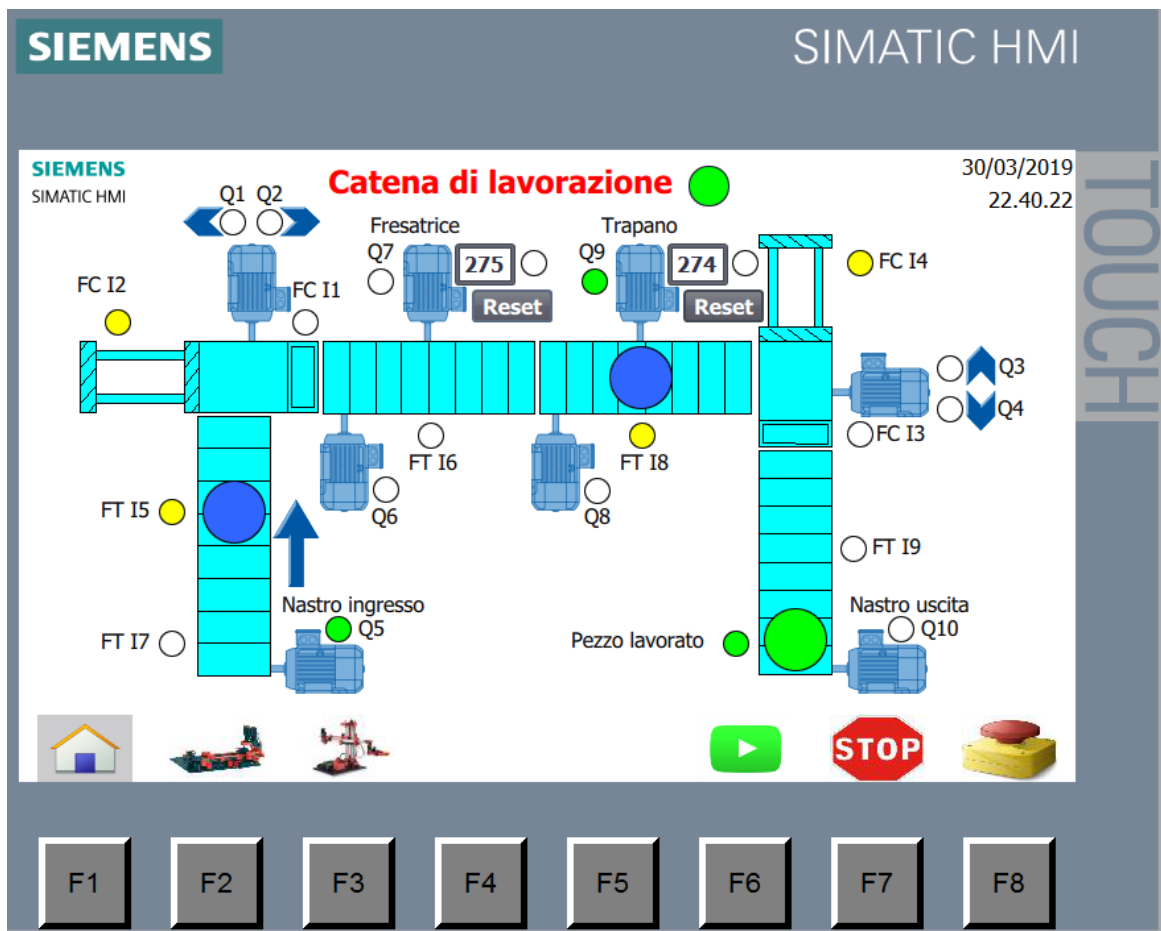 SIEMENS
SIMATIC HMI
TOUCH
SIEMENS
SIMATIC HMI
Catena di lavorazione
30/03/2019
22.40.22
Q1 Q2
Fresatrice
Trapano
Q7
275
Q9
274
FC I4
FC I2
FC I1
Reset
Reset
Q3
Q4
FC I3
FT I6
FT I8
FT I5
Q6
Q8
FT I9
Nastro ingresso
Q5
Nastro uscita
Q10
FT I7
Pezzo lavorato
STOP
F1 F2 F3 F4 F5 F6 F7 F8